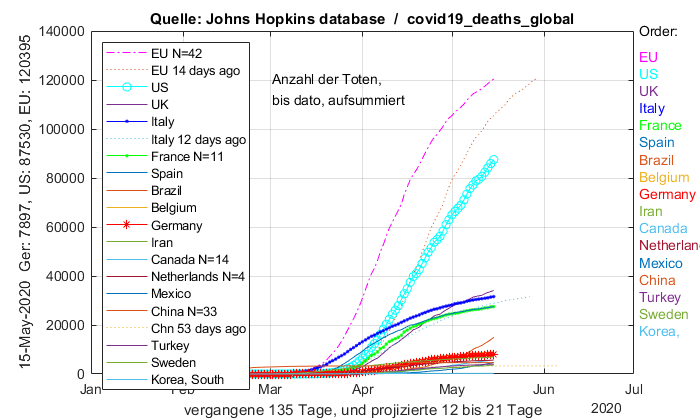 Quelle: Johns Hopkins database / covid19_deaths_global
Order:
140000
120000
100000
80000
60000
40000
20000
0
15-May-2020 Ger: 7897, US: 87530, EU: 120395
EU N=42
EU 14 days ago
US
UK
Italy
Italy 12 days ago
France N=11
Spain
Brazil
Belgium
Germany
Iran
Canada N=14
Netherlands N=4
Mexico
China N=33
Chn 53 days ago
Turkey
Sweden
Korea, South
Anzahl der Toten,
bis dato, aufsummiert
EU
US
UK
Italy
France
Spain
Brazil
Belgium
Germany
Iran
Canada
Netherlan
Mexico
China
Turkey
Sweden
Korea,
Jan
Feb
Mar
Apr
May
Jun
Jul
vergangene 135 Tage, und projizierte 12 bis 21 Tage
2020